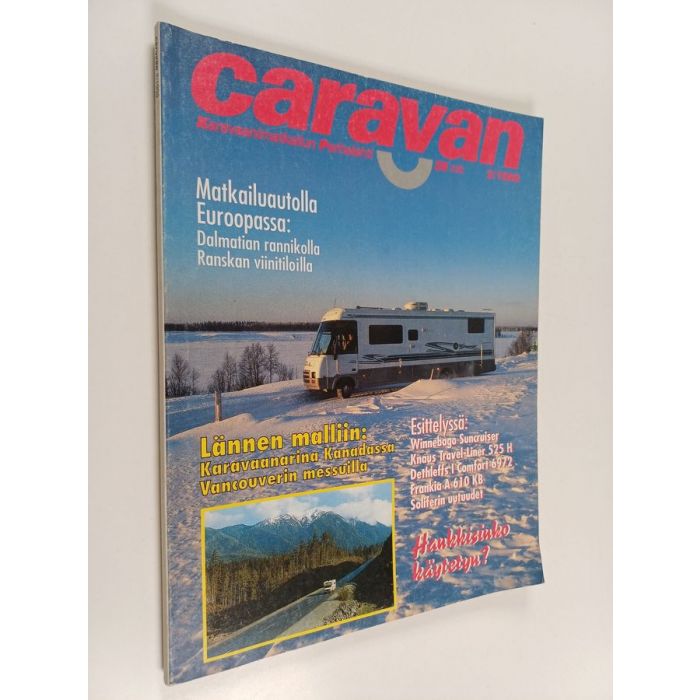 caravan
Matkailuautolla
Euroopassa:
Dalmatian rannikolla
Ranskan viinitiloilla
Lännen malliin:
Karavaanarina Kanadassa
Vancouverin messuilla
Esittelyssä:
Winnebago Suncruiser
Knaus Travel-Liner 525 H
Dethleffs I Comfort 6972
Frankia A 610 KB
Soliferin uutuudet
Hankkisinko
käytetyn?